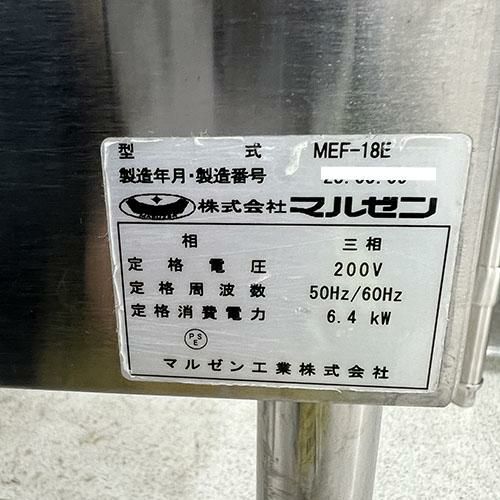 型式 MEF-18E
製造年月・製造番号
株式会社マルゼン
相 三相
定格電圧 200V
定格周波数 50Hz/60Hz
定格消費電力 6.4 kW
PSE
マルゼン工業株式会社